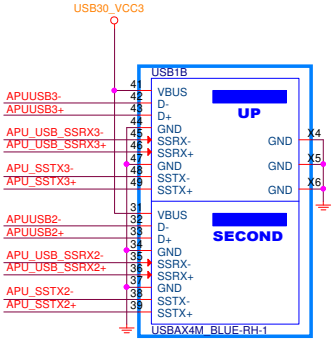 USB30_VCC3
USB1B
41 VBUS
APUUSB3- 42 D-
APUUSB3+ 43 D+
44 GND
APU_USB_SSRX3- 45 SSRX-
APU_USB_SSRX3+ 46 SSRX+
47 GND
APU_SSTX3- 48 SSTX-
APU_SSTX3+ 49 SSTX+
UP
GND X4
GND X5
GND X6
31 VBUS
APUUSB2- 32 D-
APUUSB2+ 33 D+
34 GND
APU_USB_SSRX2- 35 SSRX-
APU_USB_SSRX2+ 36 SSRX+
37 GND
APU_SSTX2- 38 SSTX-
APU_SSTX2+ 39 SSTX+
SECOND
USBAX4M_BLUE-RH-1